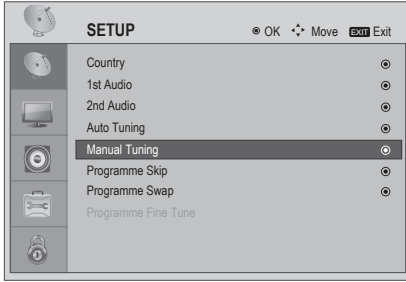 SETUP
OK Move EXIT Exit
Country
1st Audio
2nd Audio
Auto Tuning
Manual Tuning
Programme Skip
Programme Swap
Programme Fine Tune